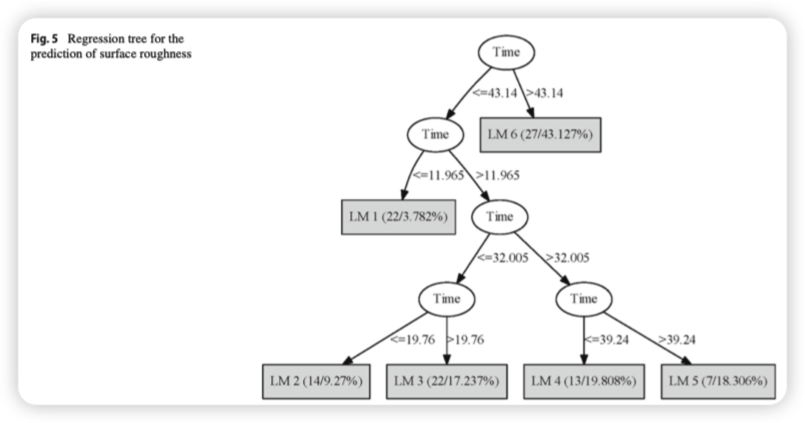 Fig. 5 Regression tree for the
prediction of surface roughness
Time
<=43.14 >43.14
Time
LM 6 (27/43.127%)
<=11.965 >11.965
LM 1 (22/3.782%)
Time
<=32.005 >32.005
Time
Time
<=19.76 >19.76
<=39.24 >39.24
LM 2 (14/9.27%)
LM 3 (22/17.237%)
LM 4 (13/19.808%)
LM 5 (7/18.306%)